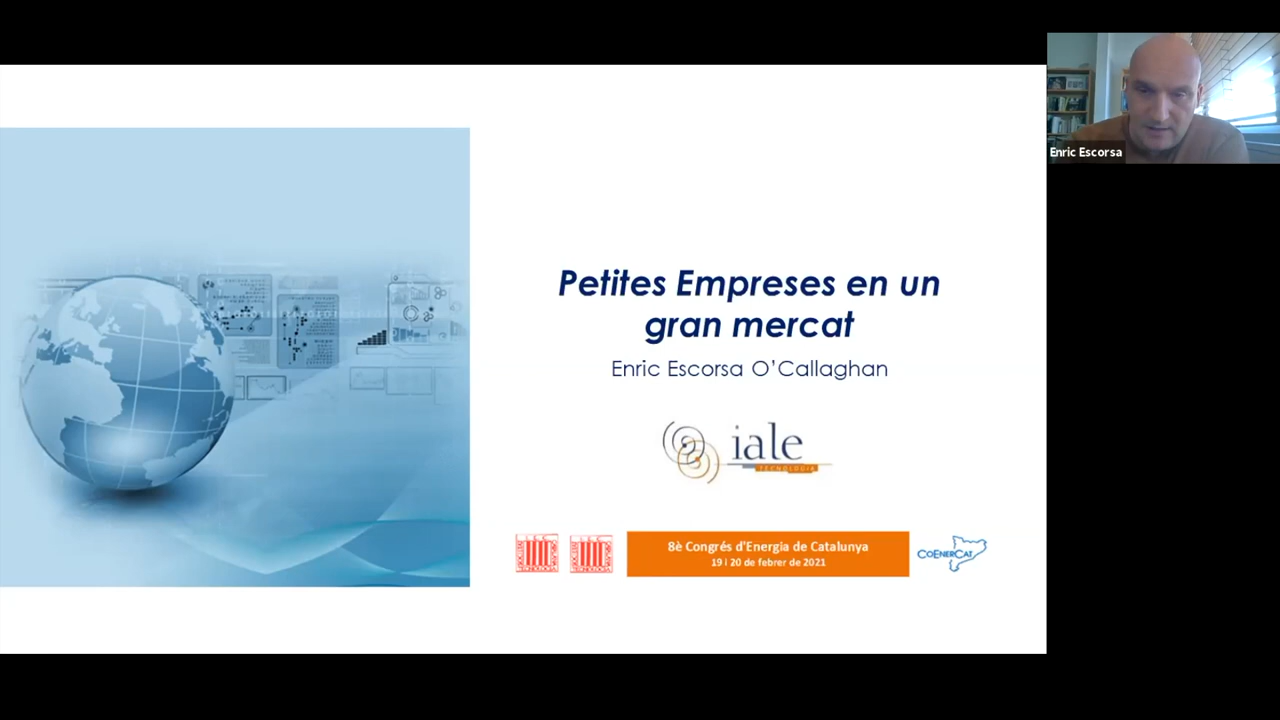 Petites Empreses en un
gran mercat
Enric Escorsa O'Callaghan
iale
TECNOLOGIA
8è Congrés d'Energia de Catalunya
19 i 20 de febrer de 2021
COENERCAT
Enric Escorsa